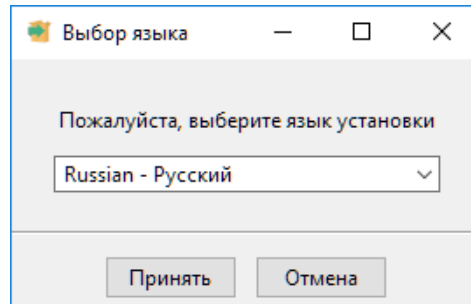 Выбор языка
Пожалуйста, выберите язык установки
Russian - Русский
Принять
Отмена